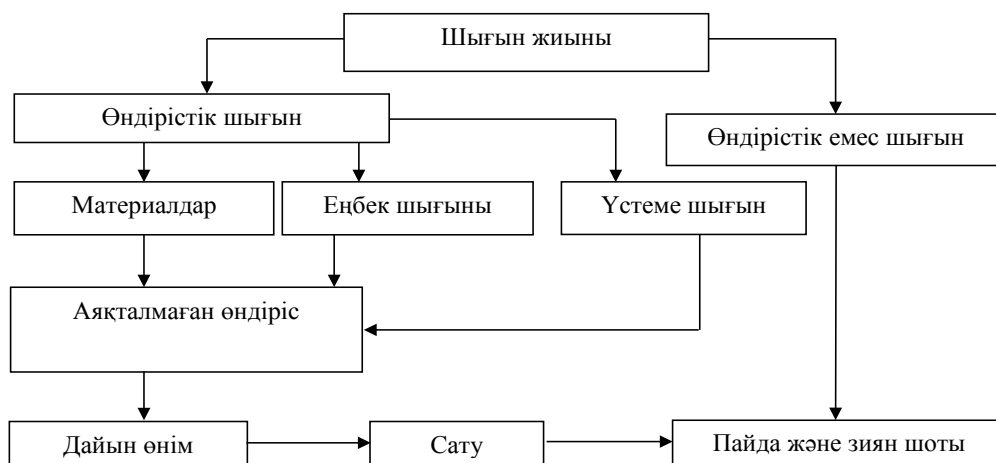 Шығын жиыны
Өндірістік шығын
Өндірістік емес шығын
Материалдар
Еңбек шығыны
Үстеме шығын
Аяқталмаған өндіріс
Дайын өнім
Сату
Пайда және зиян шоты